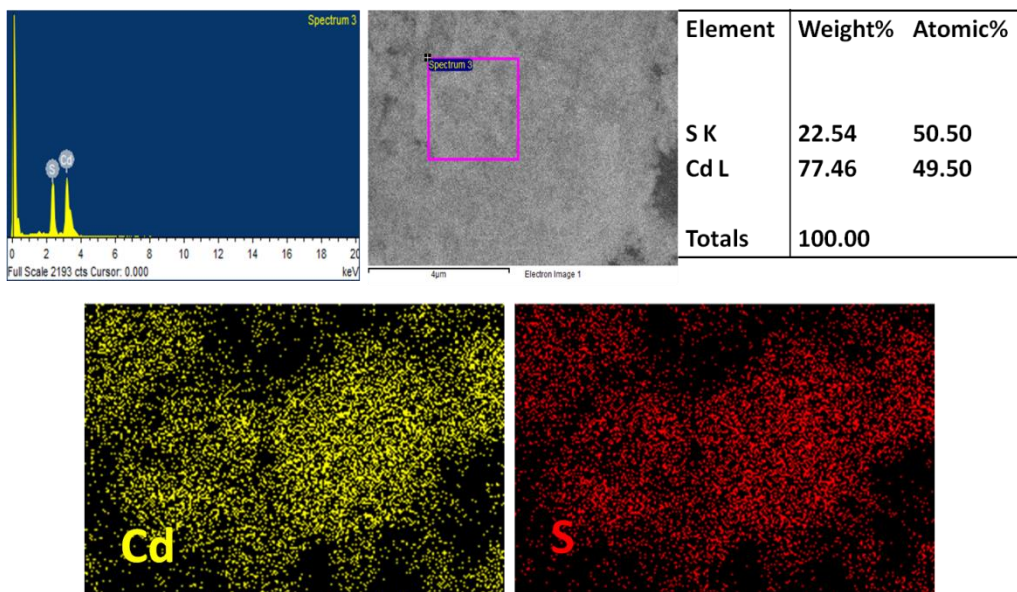 Spectrum 3
S
Cd
0 2 4 6 8 10 12 14 16 18 20
Full Scale 2193 cts Cursor: 0.000 keV
Spectrum 3
4µm Electron Image 1
Element Weight% Atomic%
S K 22.54 50.50
Cd L 77.46 49.50
Totals 100.00
Cd
S